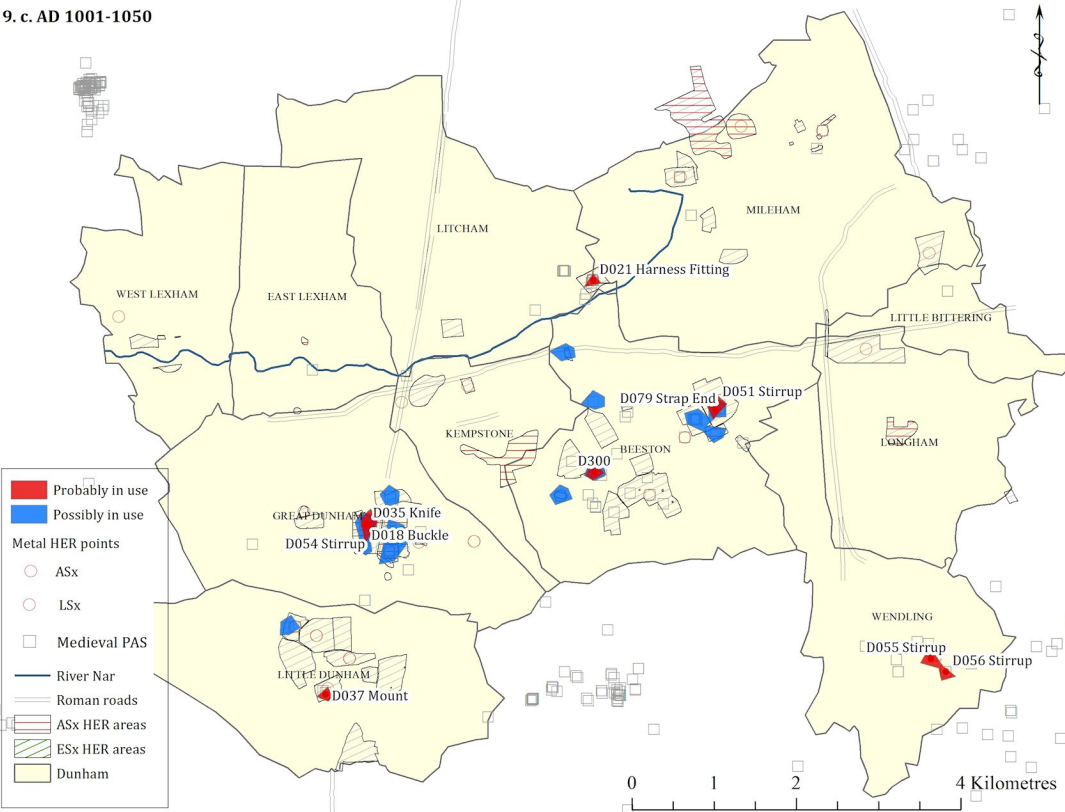 9. c. AD 1001-1050
MILEHAM
LITCHAM
D021 Harness Fitting
WEST LEXHAM
EAST LEXHAM
LITTLE BITTERING
D079 Strap End
D051 Stirrup
KEMPSTONE
BEESTON
LONGHAM
D300
GREAT DUNHAM
D035 Knife
D018 Buckle
D054 Stirrup
WENDLING
D055 Stirrup
D056 Stirrup
LITTLE DUNHAM
D037 Mount
Probably in use
Possibly in use
Metal HER points
ASx
LSx
Medieval PAS
River Nar
Roman roads
ASx HER areas
ESx HER areas
Dunham
0 1 2 4 Kilometres